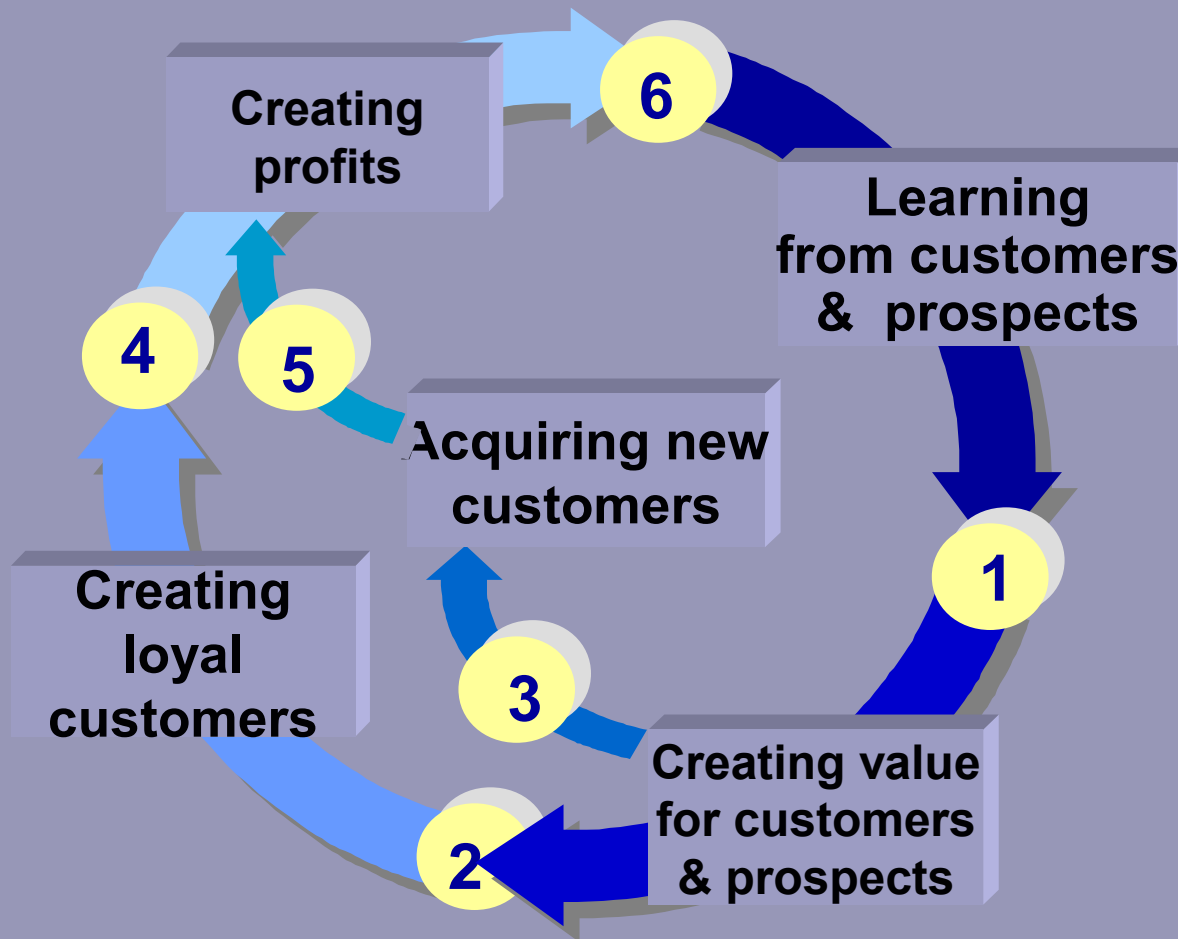 Creating
profits
6
Learning
from customers
& prospects
4
5
Acquiring new
customers
1
Creating
loyal
customers
3
Creating value
for customers
& prospects
2